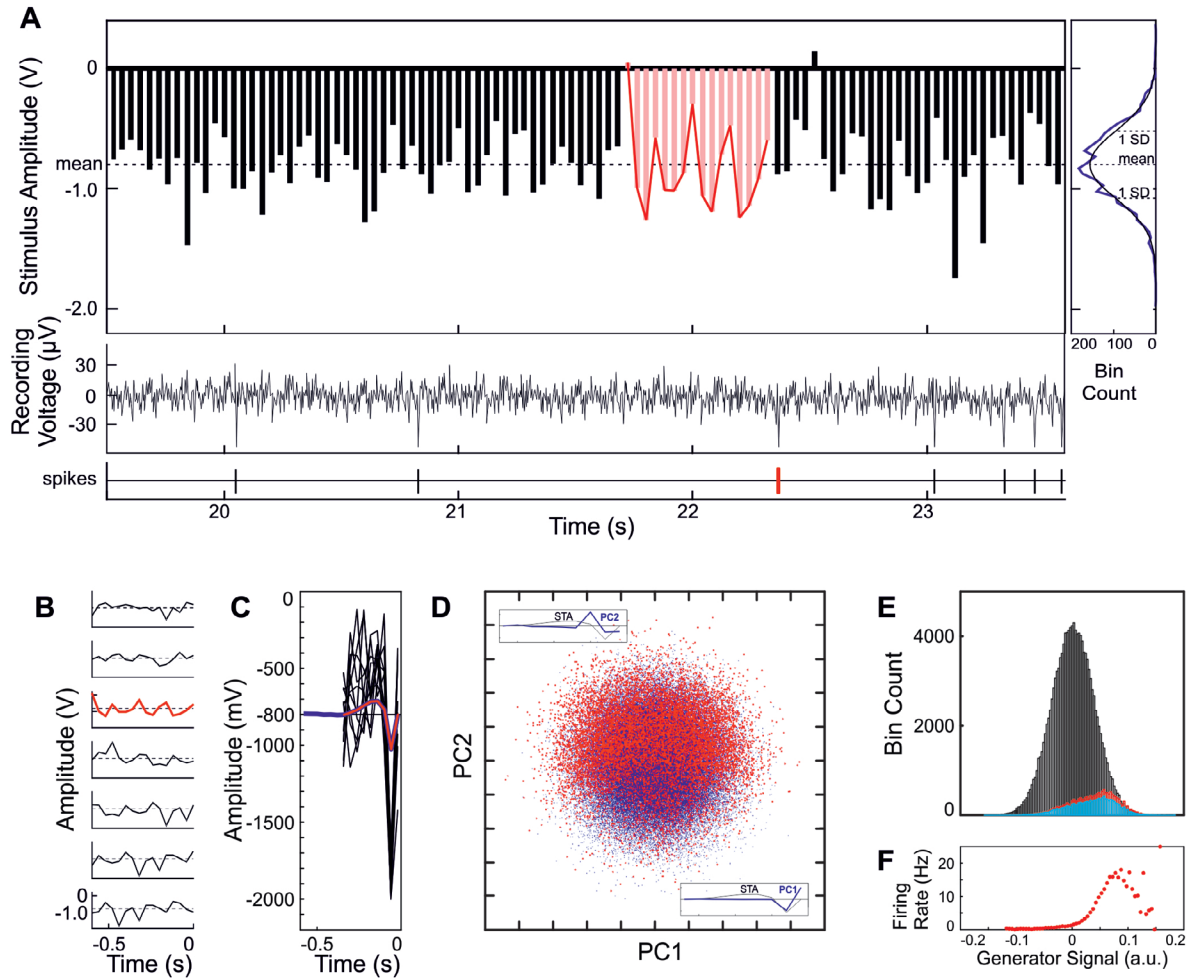 A
Stimulus Amplitude (V)
0
mean
-1.0
-2.0
1 SD
mean
1 SD
200 100 0
Bin
Count
Recording
Voltage (µV)
30
0
-30
spikes
20 21 22 23
Time (s)
B
Amplitude (V)
0
-1.0
-0.5 0
Time (s)
C
Amplitude (mV)
0
-500
-800
-1000
-1500
-2000
-0.5 0
Time (s)
D
STA PC2
PC2
STA PC1
PC1
E
Bin Count
4000
2000
0
F
Firing
Rate (Hz)
20
10
0
-0.2 -0.1 0 0.1 0.2
Generator Signal (a.u.)